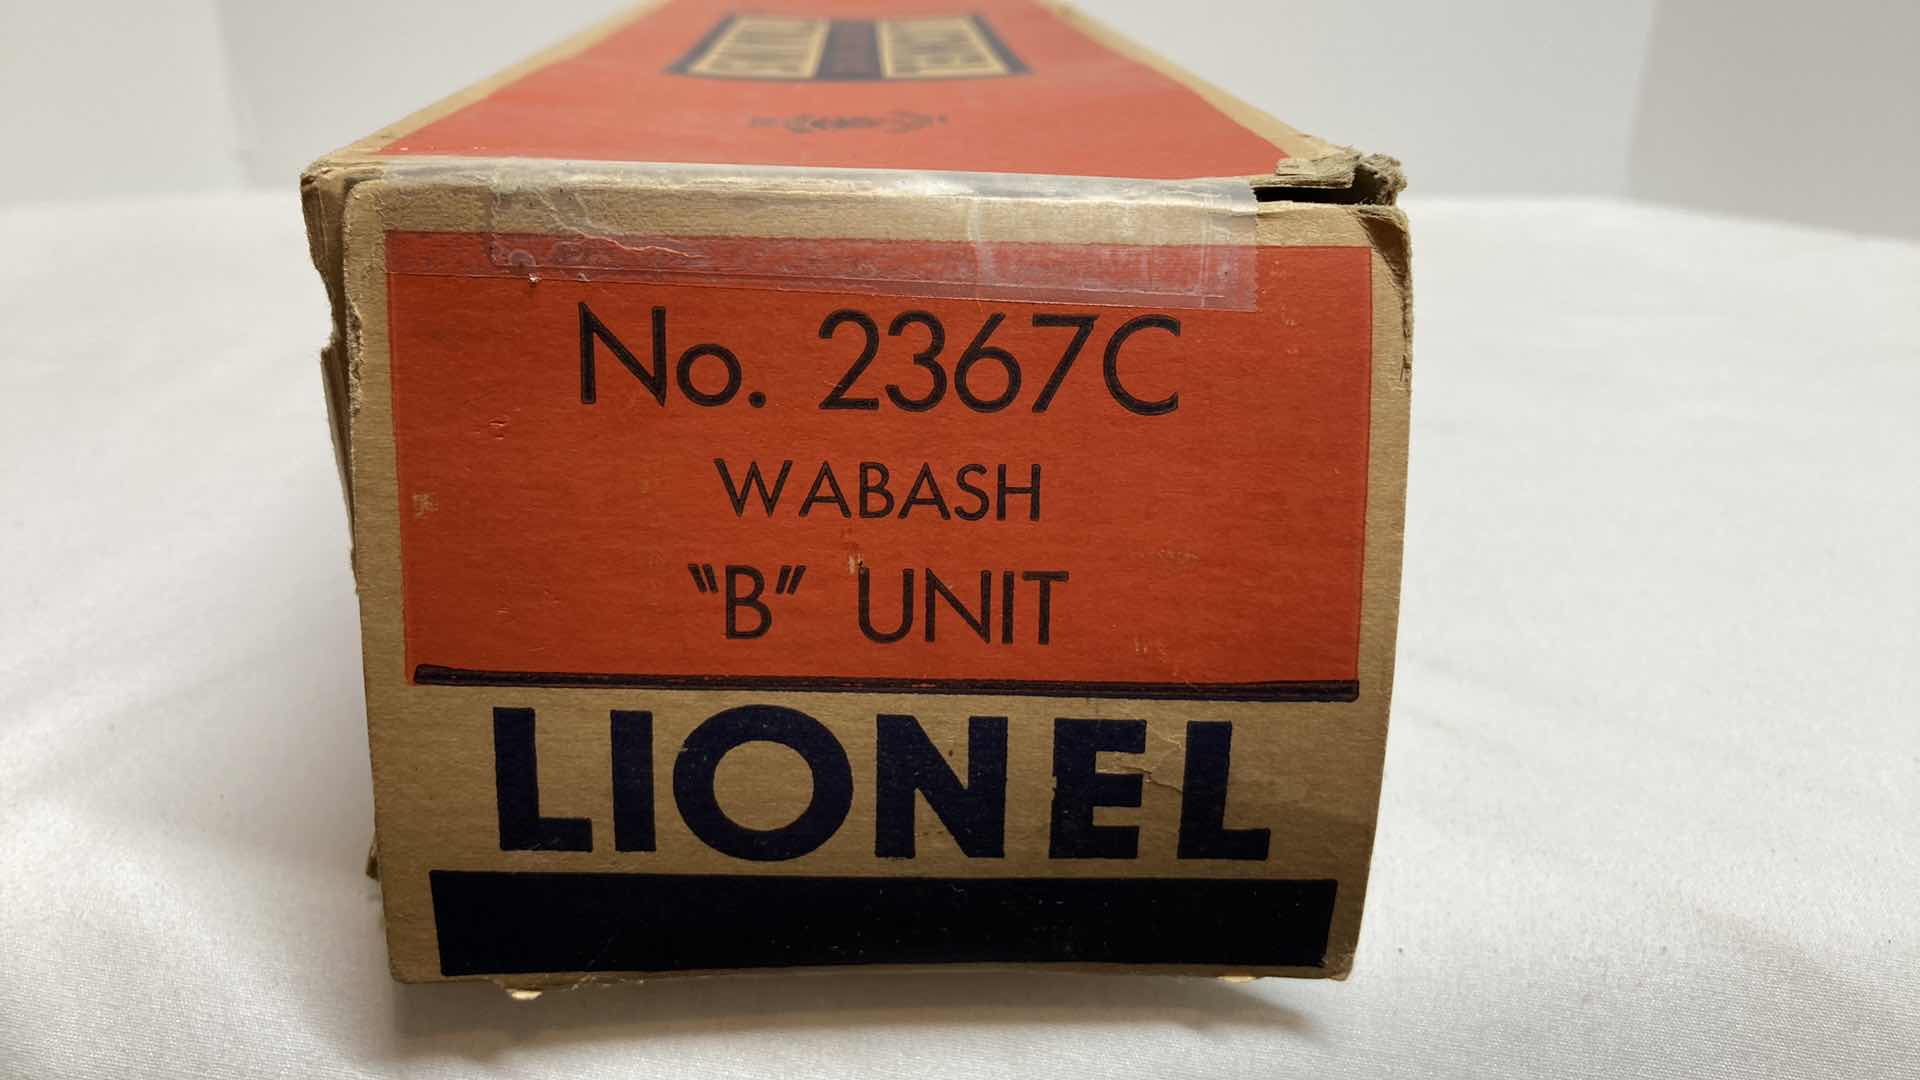 No. 2367C
WABASH
"B" UNIT
LIONEL